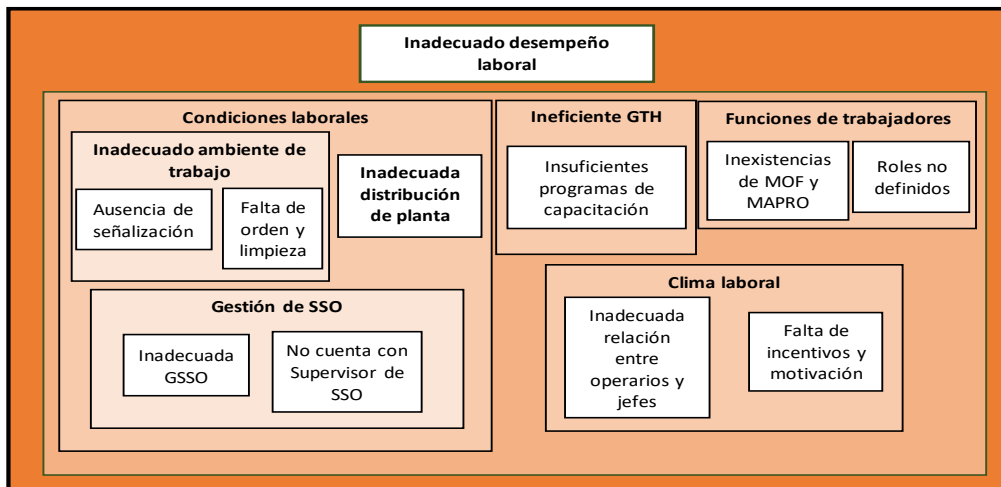 Inadecuado desempeño
laboral
Condiciones laborales
Inadecuado ambiente de
trabajo
Ausencia de
señalización
Falta de
orden y
limpieza
Inadecuada
distribución
de planta
Gestión de SSO
Inadecuada
GSSO
No cuenta con
Supervisor de
SSO
Ineficiente GTH
Insuficientes
programas de
capacitación
Funciones de trabajadores
Inexistencias
de MOF y
MAPRO
Roles no
definidos
Clima laboral
Inadecuada
relación
entre
operarios y
jefes
Falta de
incentivos y
motivación